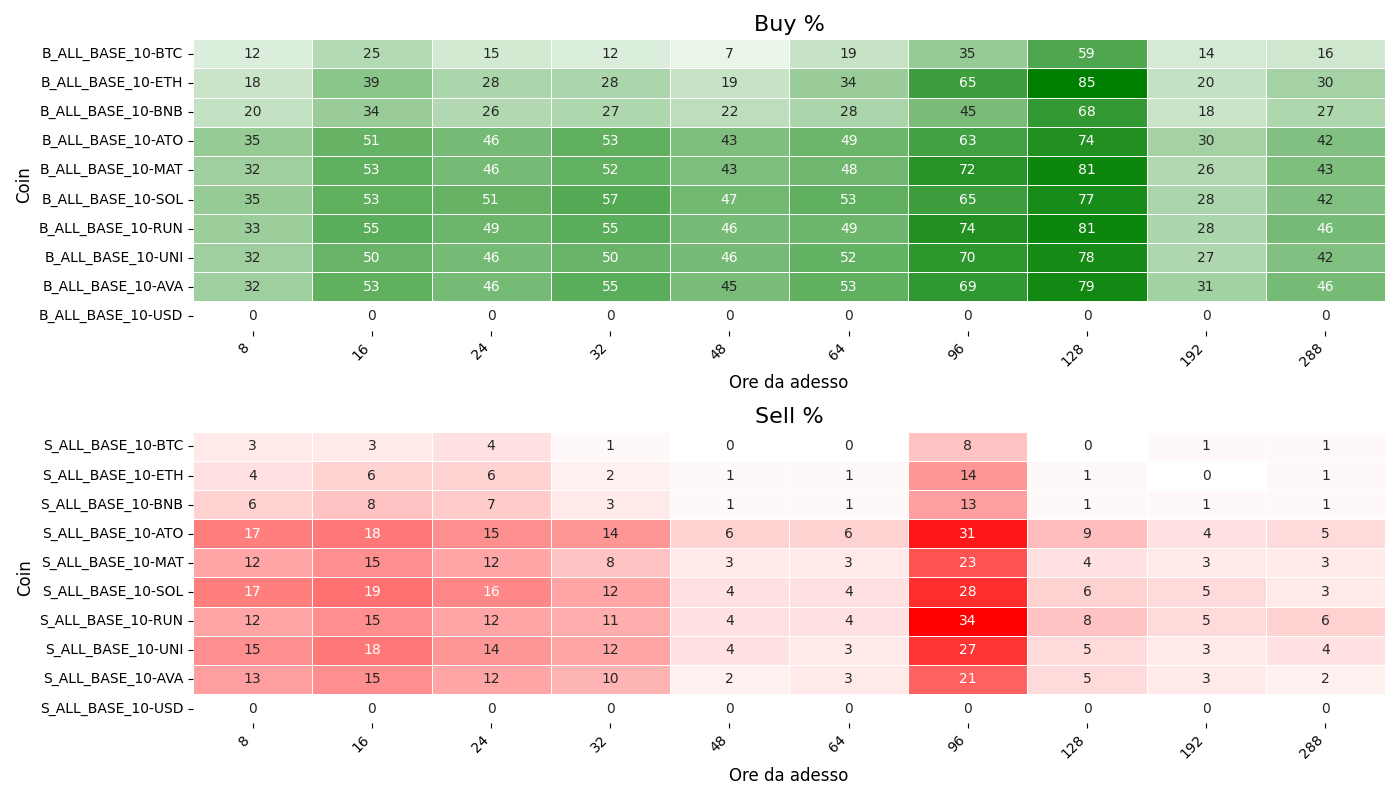 Buy %
Coin
B_ALL_BASE_10-BTC 12 25 15 12 7 19 35 59 14 16
B_ALL_BASE_10-ETH 18 39 28 28 19 34 65 85 20 30
B_ALL_BASE_10-BNB 20 34 26 27 22 28 45 68 18 27
B_ALL_BASE_10-ATO 35 51 46 53 43 49 63 74 30 42
B_ALL_BASE_10-MAT 32 53 46 52 43 48 72 81 26 43
B_ALL_BASE_10-SOL 35 53 51 57 47 53 65 77 28 42
B_ALL_BASE_10-RUN 33 55 49 55 46 49 74 81 28 46
B_ALL_BASE_10-UNI 32 50 46 50 46 52 70 78 27 42
B_ALL_BASE_10-AVA 32 53 46 55 45 53 69 79 31 46
B_ALL_BASE_10-USD 0 0 0 0 0 0 0 0 0 0
8 16 24 32 48 64 96 128 192 288
Ore da adesso
Sell %
Coin
S_ALL_BASE_10-BTC 3 3 4 1 0 0 8 0 1 1
S_ALL_BASE_10-ETH 4 6 6 2 1 1 14 1 0 1
S_ALL_BASE_10-BNB 6 8 7 3 1 1 13 1 1 1
S_ALL_BASE_10-ATO 17 18 15 14 6 6 31 9 4 5
S_ALL_BASE_10-MAT 12 15 12 8 3 3 23 4 3 3
S_ALL_BASE_10-SOL 17 19 16 12 4 4 28 6 5 3
S_ALL_BASE_10-RUN 12 15 12 11 4 4 34 8 5 6
S_ALL_BASE_10-UNI 15 18 14 12 4 3 27 5 3 4
S_ALL_BASE_10-AVA 13 15 12 10 2 3 21 5 3 2
S_ALL_BASE_10-USD 0 0 0 0 0 0 0 0 0 0
8 16 24 32 48 64 96 128 192 288
Ore da adesso